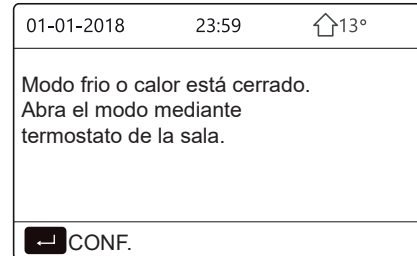 01-01-2018 23:59 13°
Modo frio o calor está cerrado.
Abra el modo mediante
termostato de la sala.
CONF.